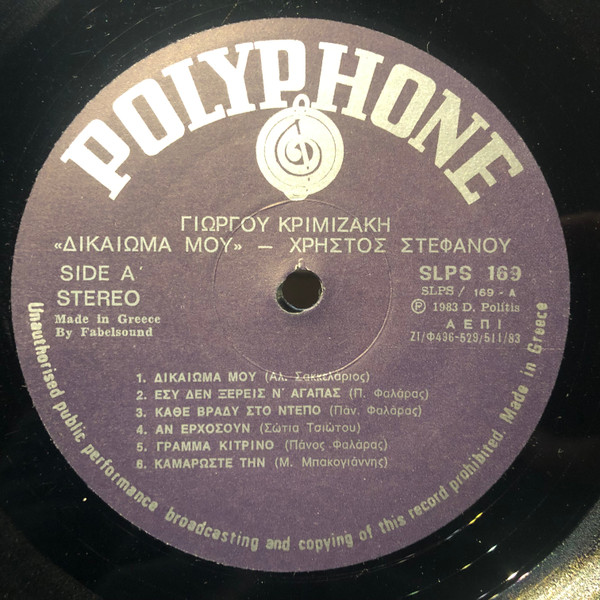 POLYPHONE
ΓΙΩΡΓΟΥ ΚΡΙΜΙΖΑΚΗ
«ΔΙΚΑΙΩΜΑ ΜΟΥ» — ΧΡΗΣΤΟΣ ΣΤΕΦΑΝΟΥ
SIDE A΄
STEREO
Made in Greece
By Fabelsound
SLPS 169
SLPS / 169 - A
Ⓟ 1983 D. Politis
ΑΕΠΙ
ΖΙ/Φ496-529/511/83
1. ΔΙΚΑΙΩΜΑ ΜΟΥ (Αλ. Σακκελάριος)
2. ΕΣΥ ΔΕΝ ΞΕΡΕΙΣ Ν' ΑΓΑΠΑΣ (Π. Φαλάρας)
3. ΚΑΘΕ ΒΡΑΔΥ ΣΤΟ ΝΤΕΠΟ (Πάν. Φαλάρας)
4. ΑΝ ΕΡΧΟΣΟΥΝ (Σώτια Τσιώτου)
5. ΓΡΑΜΜΑ ΚΙΤΡΙΝΟ (Πάνος Φαλάρας)
6. ΚΑΜΑΡΩΣΤΕ ΤΗΝ (Μ. Μπακογιάννης)
Unauthorised public performance broadcasting and copying of this record prohibited. Made in Greece